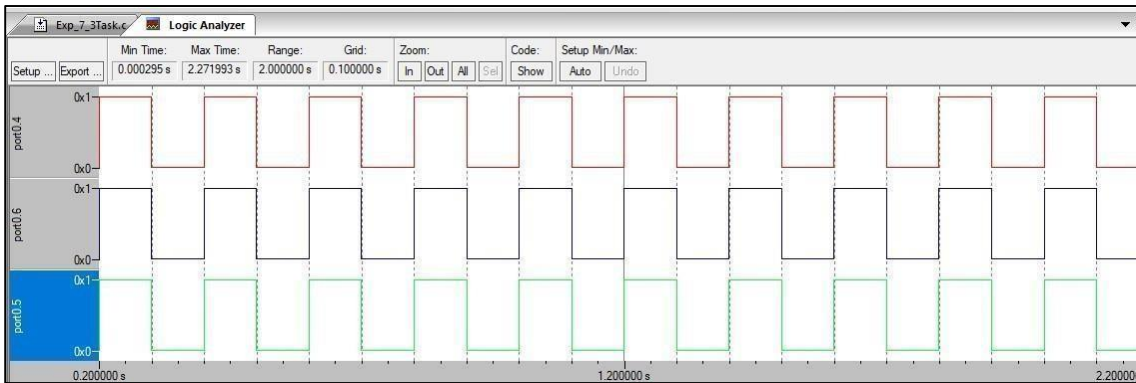 Exp_7_3Task.c Logic Analyzer
Min Time: Max Time: Range: Grid: Zoom: Code: Setup Min/Max:
Setup ... Export ... 0.000295 s 2.271993 s 2.000000 s 0.100000 s In Out All Sel Show Auto Undo
0x1
port0.4
0x0
0x1
port0.6
0x0
0x1
port0.5
0x0
0.200000 s 1.200000 s 2.20000